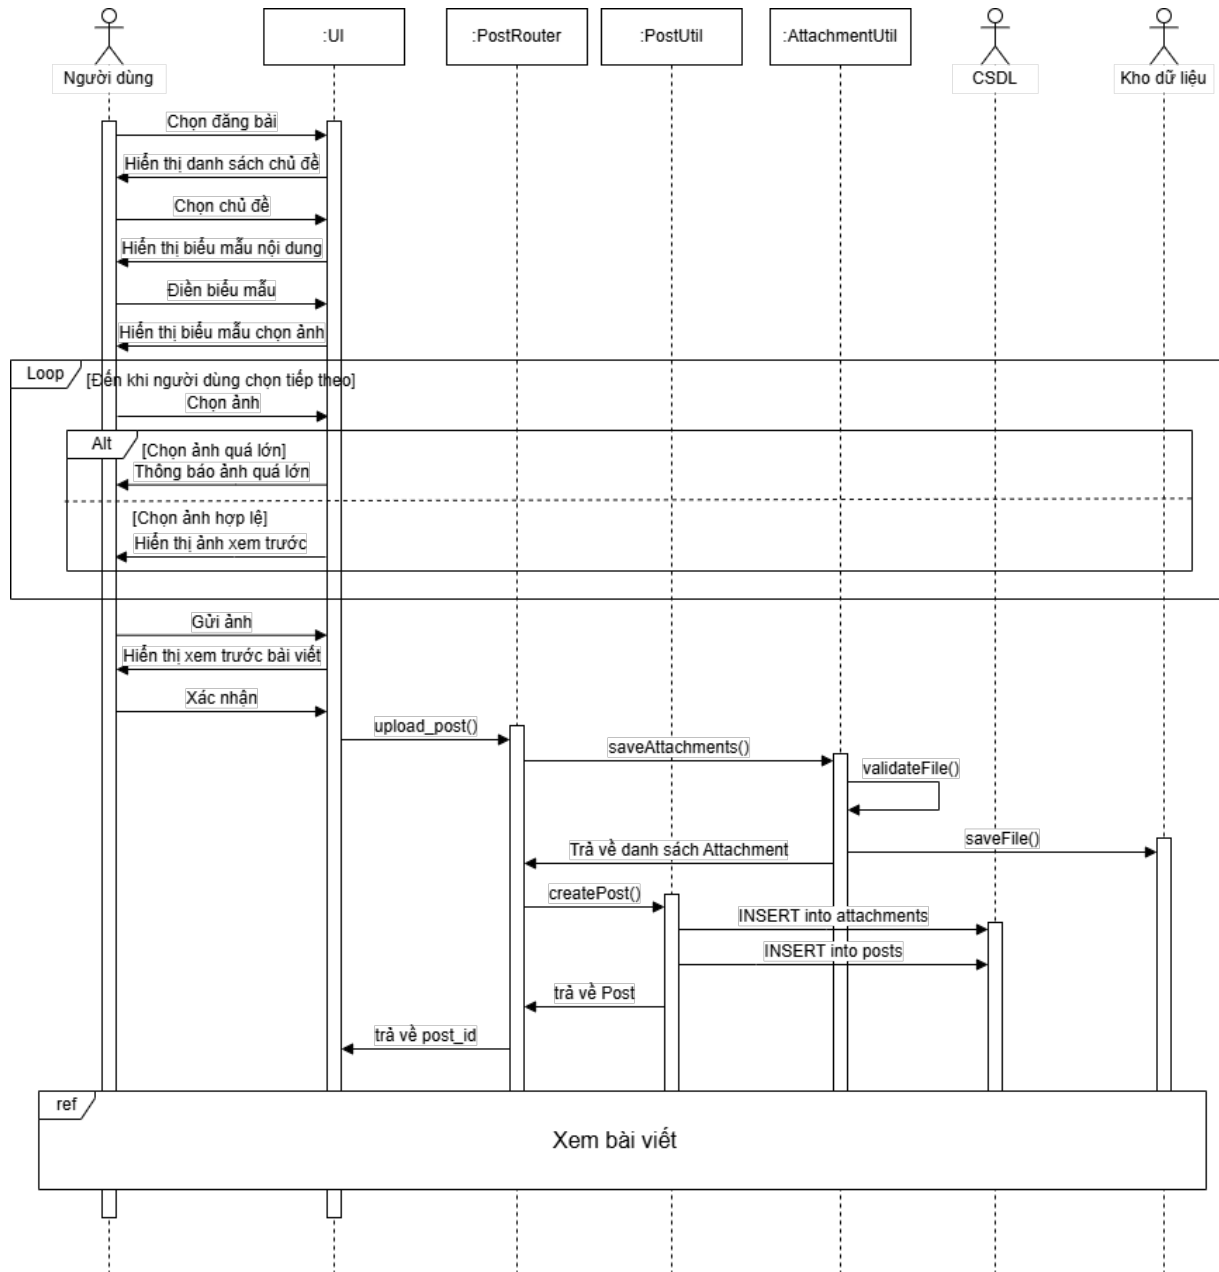 :UI
:PostRouter
:PostUtil
:AttachmentUtil
Người dùng
CSDL
Kho dữ liệu
Chọn đăng bài
Hiển thị danh sách chủ đề
Chọn chủ đề
Hiển thị biểu mẫu nội dung
Điền biểu mẫu
Hiển thị biểu mẫu chọn ảnh
Loop
[Đến khi người dùng chọn tiếp theo]
Chọn ảnh
Alt
[Chọn ảnh quá lớn]
Thông báo ảnh quá lớn
[Chọn ảnh hợp lệ]
Hiển thị ảnh xem trước
Gửi ảnh
Hiển thị xem trước bài viết
Xác nhận
upload_post()
saveAttachments()
validateFile()
saveFile()
Trả về danh sách Attachment
createPost()
INSERT into attachments
INSERT into posts
trả về Post
trả về post_id
ref
Xem bài viết